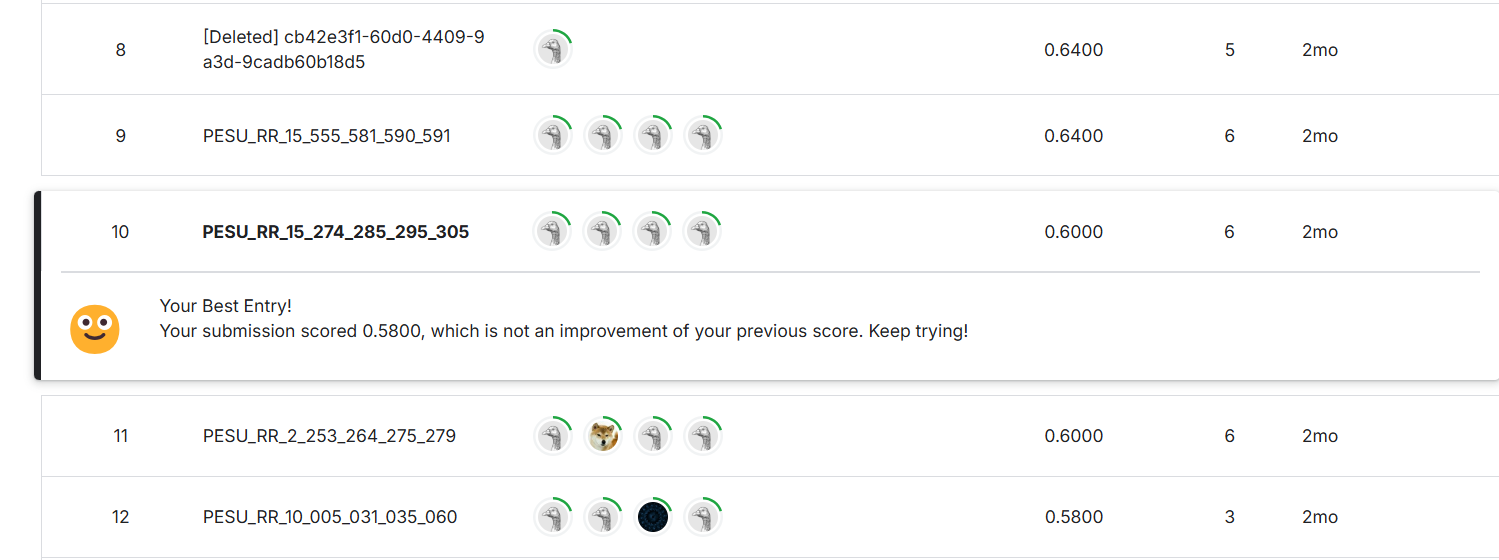 8 [Deleted] cb42e3f1-60d0-4409-9 0.6400 5 2mo
a3d-9cadb60b18d5
9 PESU_RR_15_555_581_590_591 0.6400 6 2mo
10 PESU_RR_15_274_285_295_305 0.6000 6 2mo
Your Best Entry!
Your submission scored 0.5800, which is not an improvement of your previous score. Keep trying!
11 PESU_RR_2_253_264_275_279 0.6000 6 2mo
12 PESU_RR_10_005_031_035_060 0.5800 3 2mo